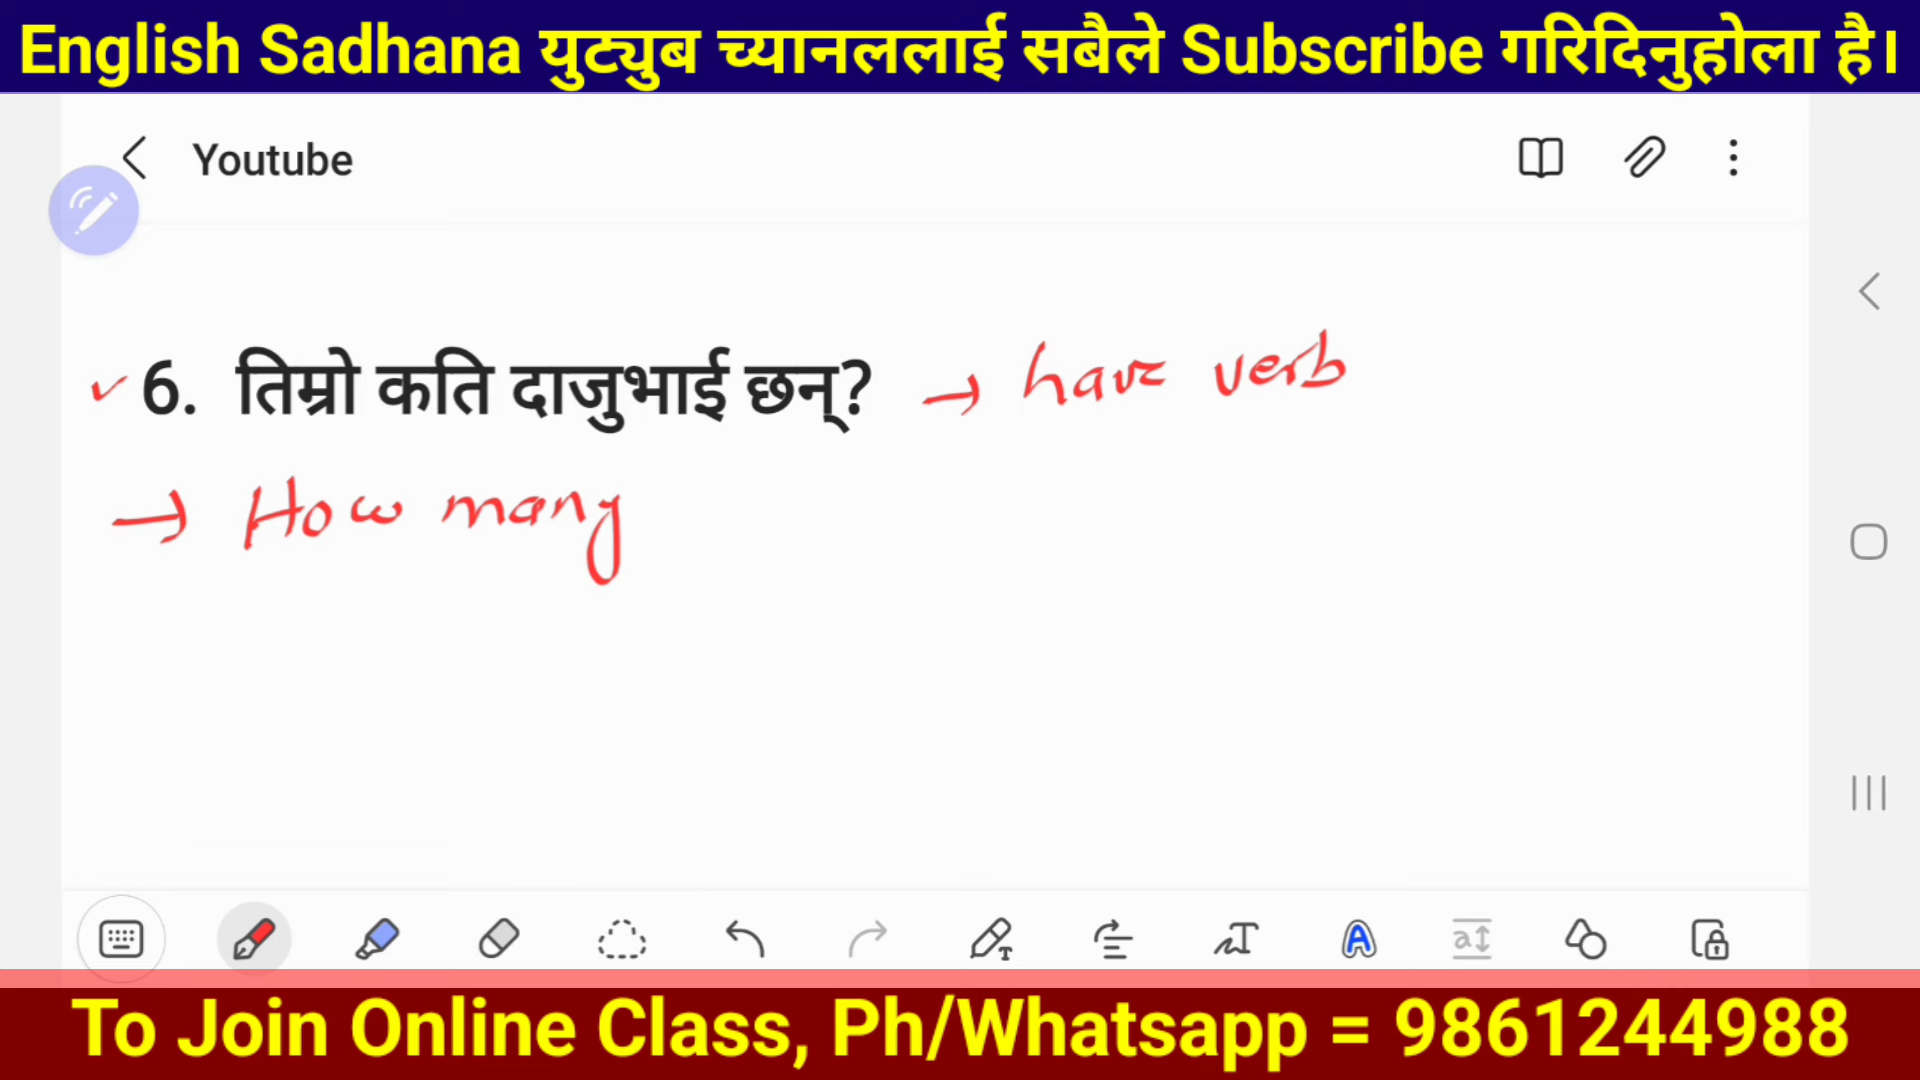 English Sadhana युट्युब च्यानललाई सबैले Subscribe गरिदिनुहोला है।
Youtube
6. तिम्रो कति दाजुभाई छन्? → have verb
→ How many
To Join Online Class, Ph/Whatsapp = 9861244988